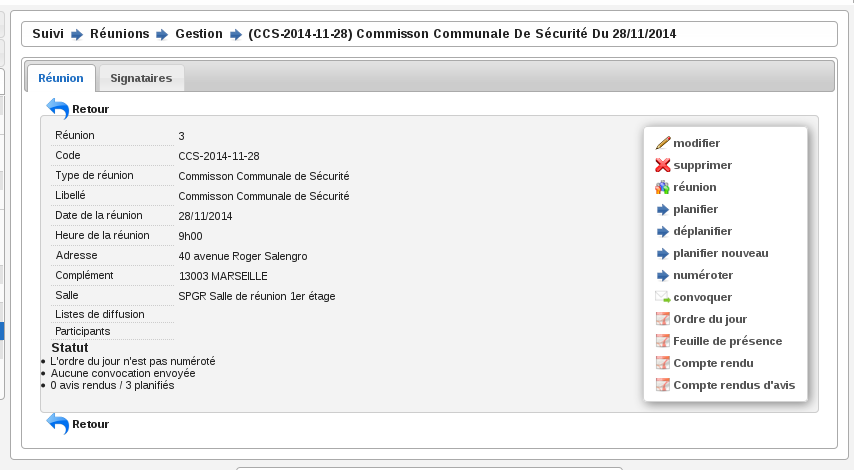 Suivi Réunions Gestion (CCS-2014-11-28) Commisson Communale De Sécurité Du 28/11/2014
Réunion Signataires
Retour
Réunion 3
Code CCS-2014-11-28
Type de réunion Commisson Communale de Sécurité
Libellé Commisson Communale de Sécurité
Date de la réunion 28/11/2014
Heure de la réunion 9h00
Adresse 40 avenue Roger Salengro
Complément 13003 MARSEILLE
Salle SPGR Salle de réunion 1er étage
Listes de diffusion
Participants
Statut
• L'ordre du jour n'est pas numéroté
• Aucune convocation envoyée
• 0 avis rendus / 3 planifiés
modifier
supprimer
réunion
planifier
déplanifier
planifier nouveau
numéroter
convoquer
Ordre du jour
Feuille de présence
Compte rendu
Compte rendus d'avis
Retour